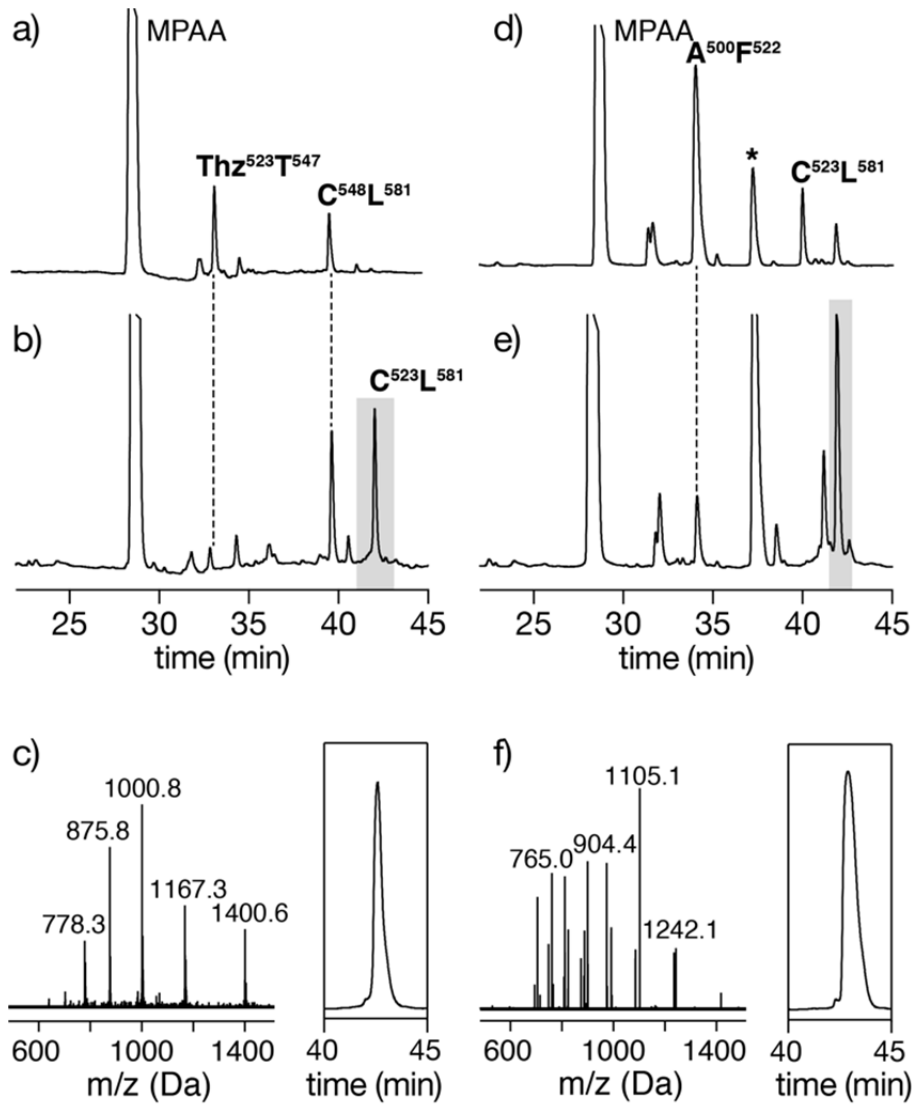 a)
MPAA
Thz⁵²³T⁵⁴⁷
C⁵⁴⁸L⁵⁸¹
b)
C⁵²³L⁵⁸¹
25 30 35 40 45
time (min)
d)
MPAA
A⁵⁰⁰F⁵²²
*
C⁵²³L⁵⁸¹
e)
25 30 35 40 45
time (min)
c)
778.3
875.8
1000.8
1167.3
1400.6
600 1000 1400
m/z (Da)
40 45
time (min)
f)
765.0
904.4
1105.1
1242.1
600 1000 1400
m/z (Da)
40 45
time (min)